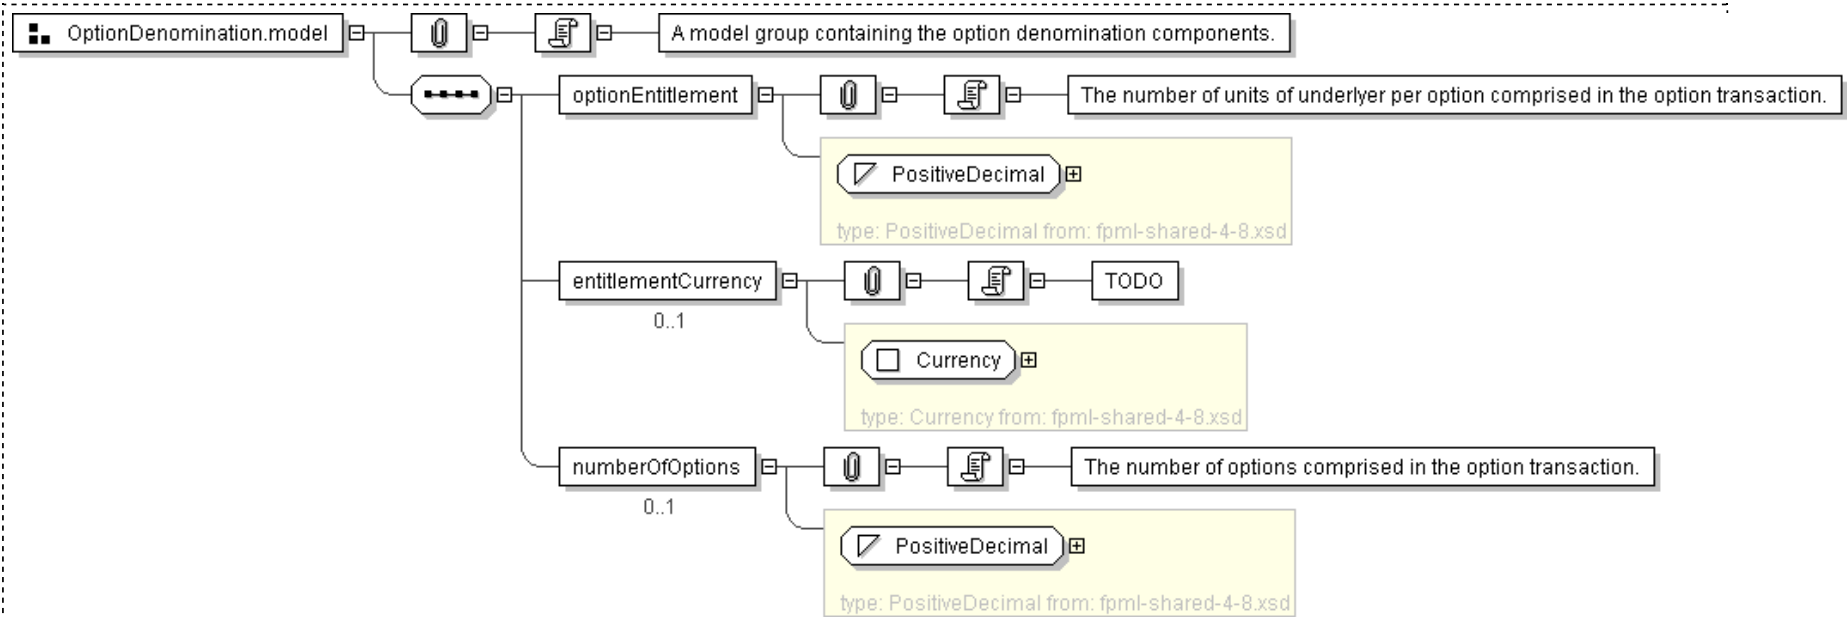 OptionDenomination.model
A model group containing the option denomination components.
optionEntitlement
The number of units of underlyer per option comprised in the option transaction.
PositiveDecimal
type: PositiveDecimal from: fpml-shared-4-8.xsd
entitlementCurrency
TODO
0..1
Currency
type: Currency from: fpml-shared-4-8.xsd
numberOfOptions
The number of options comprised in the option transaction.
0..1
PositiveDecimal
type: PositiveDecimal from: fpml-shared-4-8.xsd